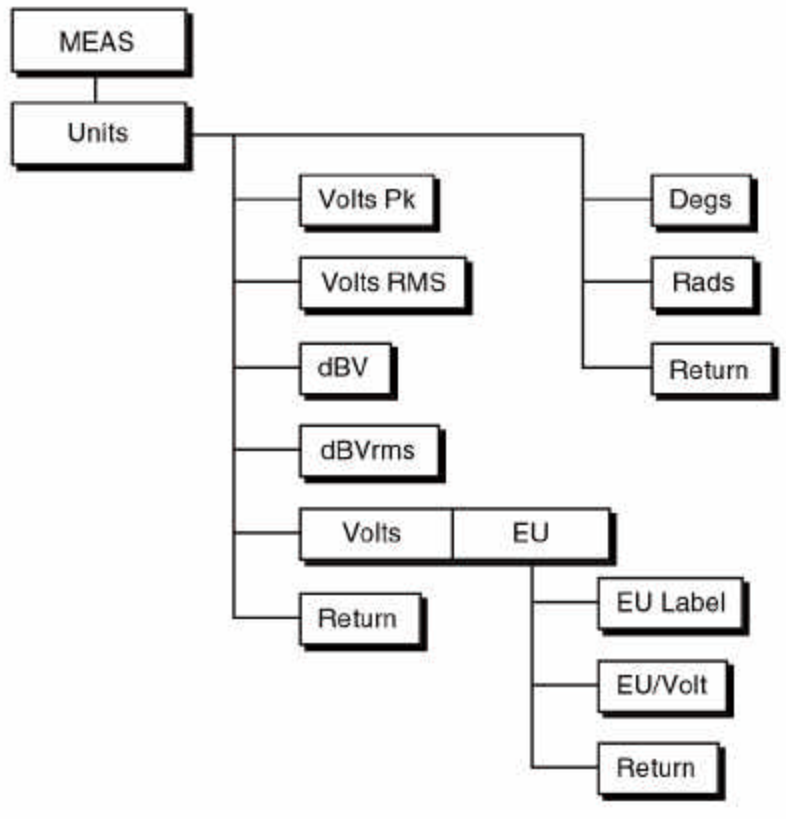 MEAS
Units
Volts Pk
Degs
Volts RMS
Rads
dBV
Return
dBVrms
Volts
EU
Return
EU Label
EU/Volt
Return